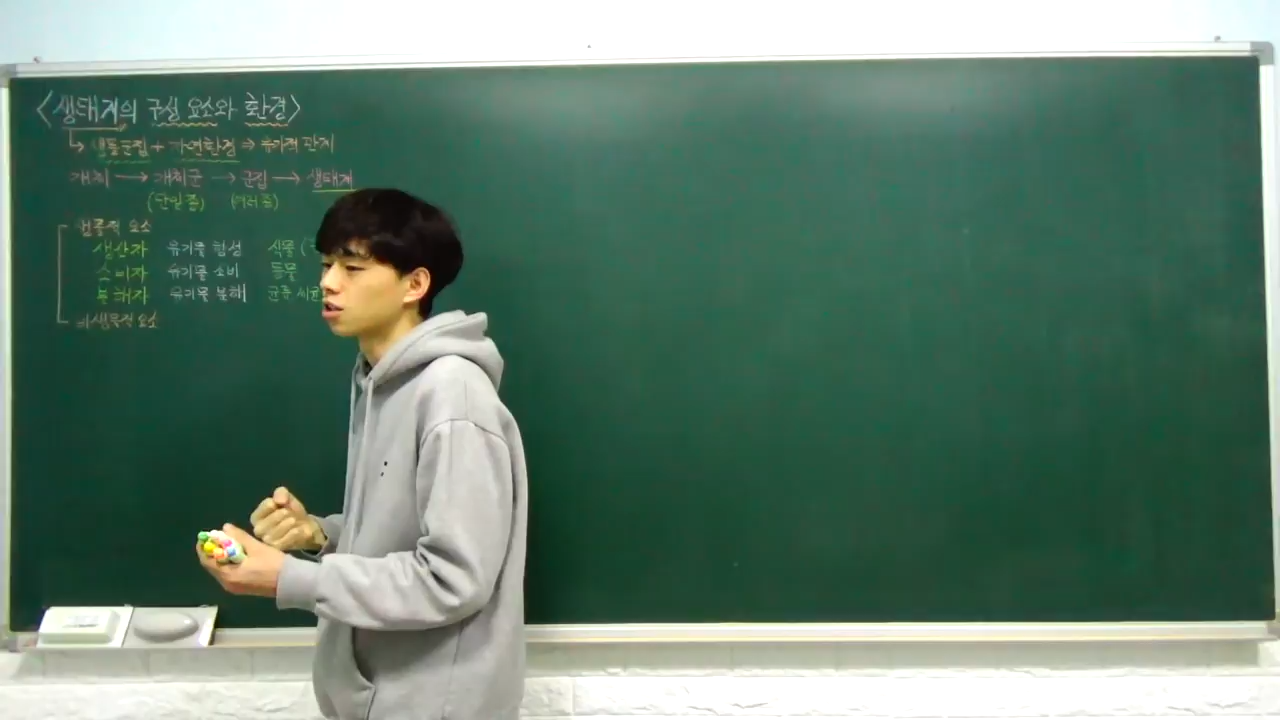 <생태계의 구성 요소와 환경>
↳ 생물군집 + 자연환경 ⇒ 유기적 관계
개체 → 개체군 → 군집 → 생태계
(단일종) (여러종)
생물적 요소
생산자 유기물 합성 식물 (
소비자 유기물 소비 동물
분해자 유기물 분해 균류 세균
비생물적 요소